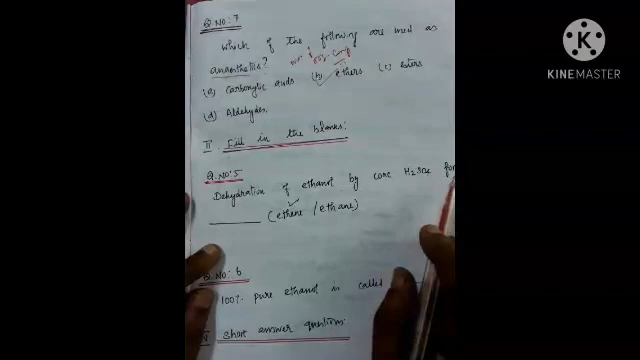 Q.NO: 7
Which of the following are used as
ananthetics?
(a) Carboxylic acids (b) ethers (c) esters
(d) Aldehydes.
II Fill in the blanks:
Q.NO: 5
Dehydration of ethanol by conc H2SO4 for
______ (ethene / ethane)
Q.NO: 6
100% pure ethanol is called
Short answer questions:
KINEMASTER